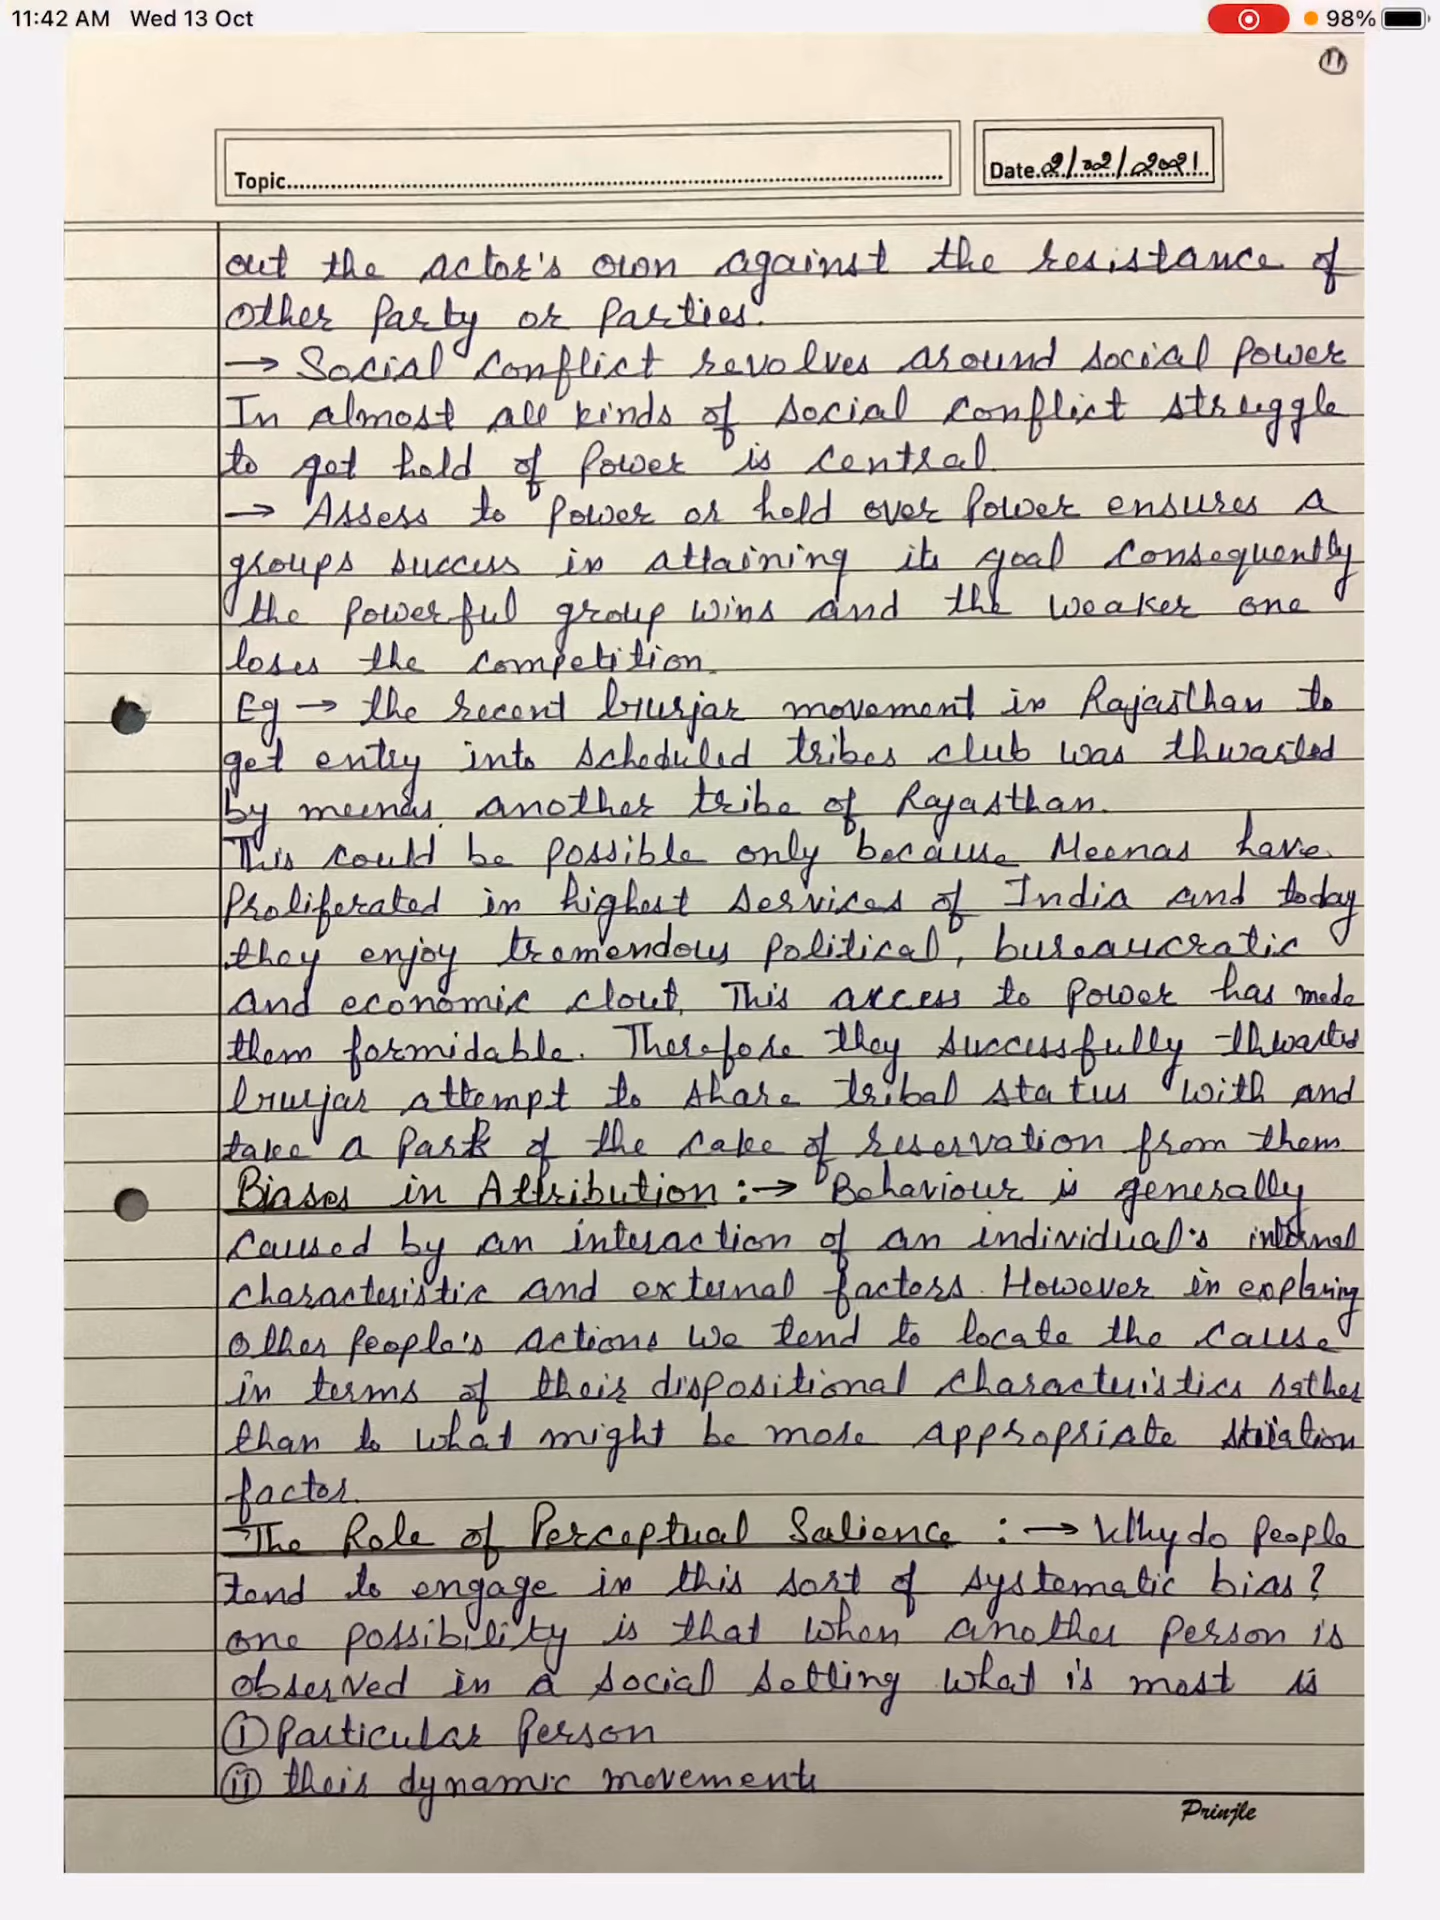 11:42 AM Wed 13 Oct
98%
11
Topic
Date. 2/02/2021
out the actor's own against the resistance of
other Party or Parties.
→ Social conflict revolves around social power
In almost all kinds of social conflict struggle
to get hold of power is central.
→ Assess to power or hold over power ensures a
groups success in attaining its goal consequently
the powerful group wins and the weaker one
loses the competition.
Eg → the recent Gurjar movement in Rajasthan to
get entry into scheduled tribes club was thwarted
by meenas another tribe of Rajasthan.
This could be possible only because Meenas have
Proliferated in highest services of India and today
they enjoy tremendous political, bureaucratic
and economic clout. This access to power has made
them formidable. Therefore they successfully thwarted
Gurjar attempt to share tribal status with and
take a part of the cake of reservation from them.
Biases in Attribution :→ Behaviour is generally
caused by an interaction of an individual's internal
characteristic and external factors. However in explaning
other people's actions we tend to locate the cause
in terms of their dispositional characteristics rather
than to what might be more appropriate situation
factor.
The Role of Perceptual Salience :→ Why do people
tend to engage in this sort of systematic bias?
one possibility is that when another person is
observed in a social setting what is most is
(i) Particular Person
(ii) their dynamic movements
Prinjle